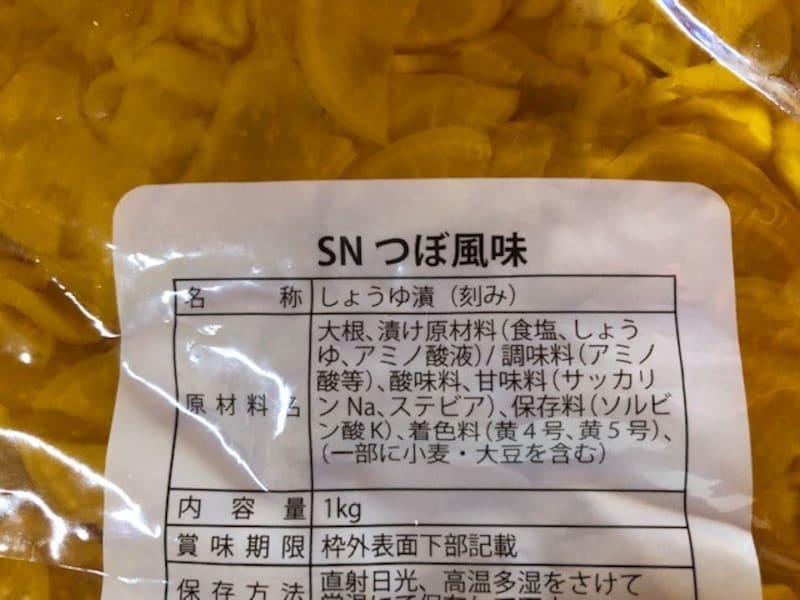 SN つぼ風味
名称 しょうゆ漬（刻み）
大根、漬け原材料（食塩、しょう
ゆ、アミノ酸液）/ 調味料（アミノ
酸等）、酸味料、甘味料（サッカリ
原材料名 ンNa、ステビア）、保存料（ソルビ
ン酸K）、着色料（黄４号、黄５号）、
（一部に小麦・大豆を含む）
内容量 1kg
賞味期限 枠外表面下部記載
保存方法 直射日光、高温多湿をさけて